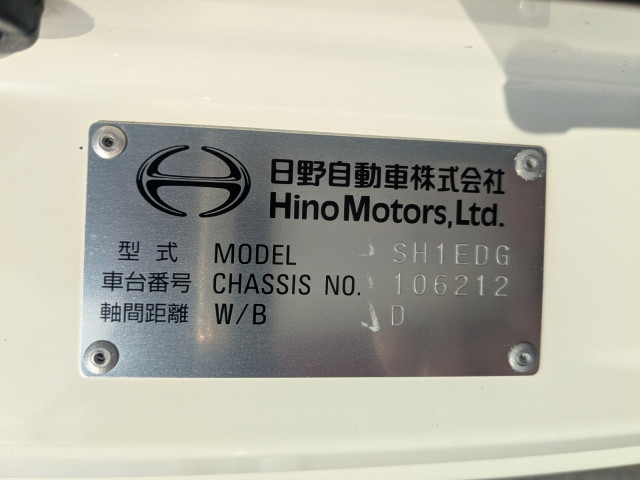 日野自動車株式会社
Hino Motors, Ltd.
型式 MODEL SH1EDG
車台番号 CHASSIS NO. 106212
軸間距離 W/B D